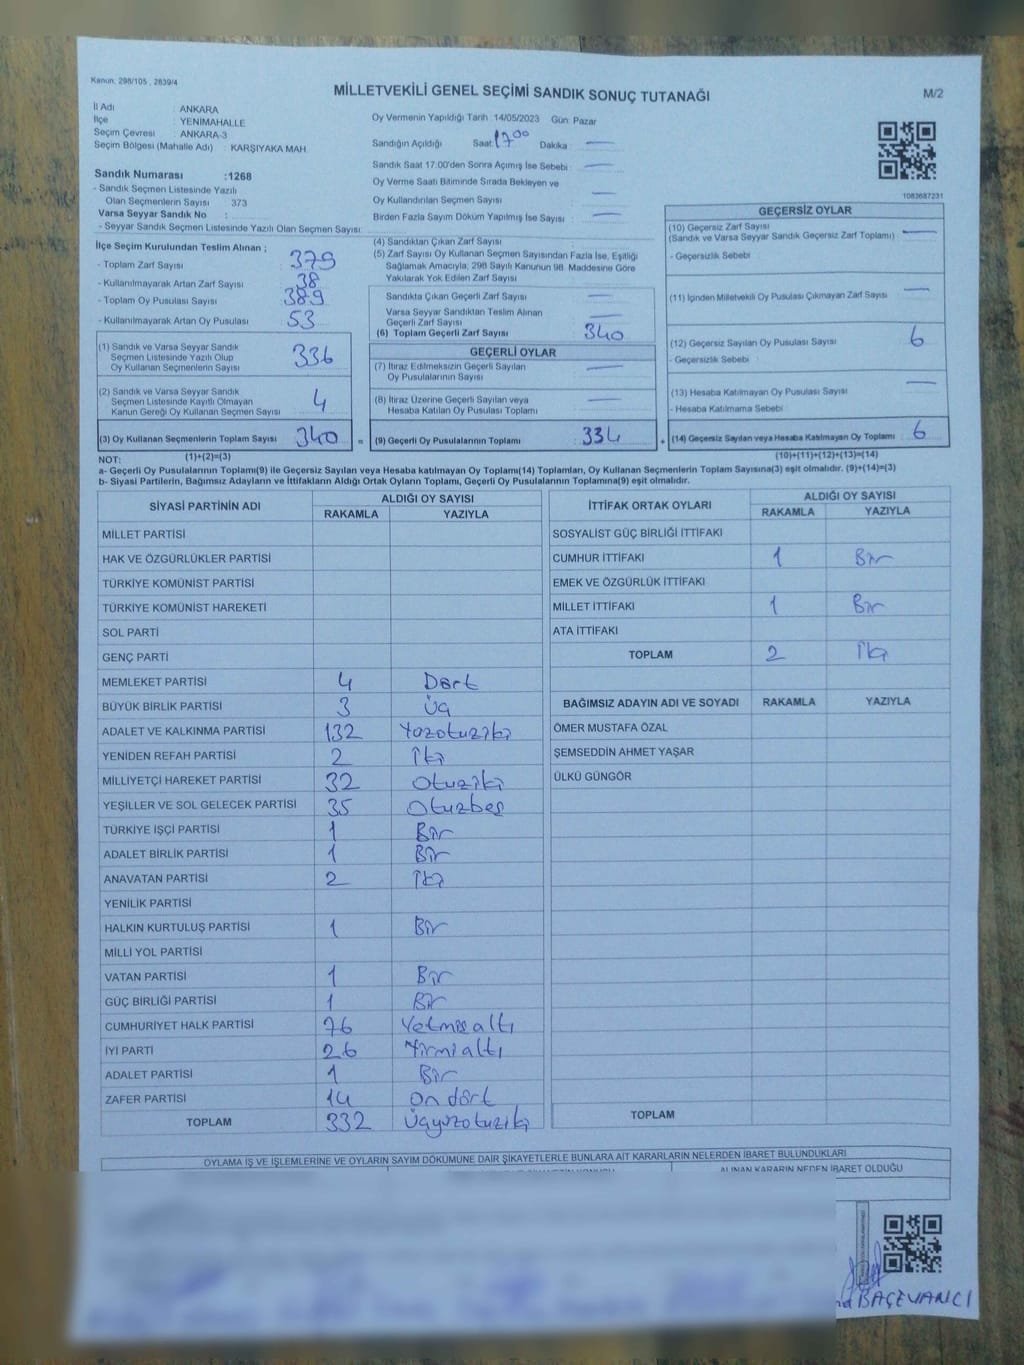 Kanun: 298/105 , 2839/4
MİLLETVEKİLİ GENEL SEÇİMİ SANDIK SONUÇ TUTANAĞI
M/2
İl Adı : ANKARA
İlçe : YENİMAHALLE
Seçim Çevresi : ANKARA-3
Seçim Bölgesi (Mahalle Adı) : KARŞIYAKA MAH.
Oy Vermenin Yapıldığı Tarih 14/05/2023 Gün: Pazar
Sandığın Açıldığı Saat: 17 00 Dakika : —
Sandık Saat 17.00'den Sonra Açımış İse Sebebi : —
Oy Verme Saati Bitiminde Sırada Bekleyen ve
Oy Kullandırılan Seçmen Sayısı : —
Birden Fazla Sayım Döküm Yapılmış İse Sayısı : —
1083687231
Sandık Numarası :1268
- Sandık Seçmen Listesinde Yazılı
Olan Seçmenlerin Sayısı : 373
Varsa Seyyar Sandık No :
- Seyyar Sandık Seçmen Listesinde Yazılı Olan Seçmen Sayısı:
İlçe Seçim Kurulundan Teslim Alınan ;
- Toplam Zarf Sayısı : 375
- Kullanılmayarak Artan Zarf Sayısı : 38
- Toplam Oy Pusulası Sayısı : 389
- Kullanılmayarak Artan Oy Pusulası : 53
(1) Sandık ve Varsa Seyyar Sandık
Seçmen Listesinde Yazılı Olup
Oy Kullanan Seçmenlerin Sayısı : 336
(2) Sandık ve Varsa Seyyar Sandık
Seçmen Listesinde Kayıtlı Olmayan
Kanun Gereği Oy Kullanan Seçmen Sayısı : 4
(3) Oy Kullanan Seçmenlerin Toplam Sayısı : 340
(4) Sandıktan Çıkan Zarf Sayısı :
(5) Zarf Sayısı Oy Kullanan Seçmen Sayısından Fazla İse, Eşitliği
Sağlamak Amacıyla, 298 Sayılı Kanunun 98. Maddesine Göre
Yakılarak Yok Edilen Zarf Sayısı :
Sandıkta Çıkan Geçerli Zarf Sayısı : —
Varsa Seyyar Sandıktan Teslim Alınan
Geçerli Zarf Sayısı : —
(6) Toplam Geçerli Zarf Sayısı : 340
GEÇERLİ OYLAR
(7) İtiraz Edilmeksizin Geçerli Sayılan
Oy Pusulalarının Sayısı : —
(8) İtiraz Üzerine Geçerli Sayılan veya
Hesaba Katılan Oy Pusulası Toplamı : —
= (9) Geçerli Oy Pusulalarının Toplamı : 334
GEÇERSİZ OYLAR
(10) Geçersiz Zarf Sayısı
(Sandık ve Varsa Seyyar Sandık Geçersiz Zarf Toplamı) : —
- Geçersizlik Sebebi :
(11) İçinden Milletvekili Oy Pusulası Çıkmayan Zarf Sayısı : —
(12) Geçersiz Sayılan Oy Pusulası Sayısı : 6
- Geçersizlik Sebebi :
(13) Hesaba Katılmayan Oy Pusulası Sayısı : —
- Hesaba Katılmama Sebebi :
+ (14) Geçersiz Sayılan veya Hesaba Katılmayan Oy Toplamı : 6
NOT: (1)+(2)=(3)
(10)+(11)+(12)+(13)=(14)
a- Geçerli Oy Pusulalarının Toplamı(9) ile Geçersiz Sayılan veya Hesaba katılmayan Oy Toplamı(14) Toplamları, Oy Kullanan Seçmenlerin Toplam Sayısına(3) eşit olmalıdır. (9)+(14)=(3)
b- Siyasi Partilerin, Bağımsız Adayların ve İttifakların Aldığı Ortak Oyların Toplamı, Geçerli Oy Pusulalarının Toplamına(9) eşit olmalıdır.
SİYASİ PARTİNİN ADI
ALDIĞI OY SAYISI
RAKAMLA YAZIYLA
MİLLET PARTİSİ
HAK VE ÖZGÜRLÜKLER PARTİSİ
TÜRKİYE KOMÜNİST PARTİSİ
TÜRKİYE KOMÜNİST HAREKETİ
SOL PARTİ
GENÇ PARTİ
MEMLEKET PARTİSİ 4 Dört
BÜYÜK BİRLİK PARTİSİ 3 Üç
ADALET VE KALKINMA PARTİSİ 132 Yüzotuziki
YENİDEN REFAH PARTİSİ 2 İki
MİLLİYETÇİ HAREKET PARTİSİ 32 Otuziki
YEŞİLLER VE SOL GELECEK PARTİSİ 35 Otuzbeş
TÜRKİYE İŞÇİ PARTİSİ 1 Bir
ADALET BİRLİK PARTİSİ 1 Bir
ANAVATAN PARTİSİ 2 İki
YENİLİK PARTİSİ
HALKIN KURTULUŞ PARTİSİ 1 Bir
MİLLİ YOL PARTİSİ
VATAN PARTİSİ 1 Bir
GÜÇ BİRLİĞİ PARTİSİ 1 Bir
CUMHURİYET HALK PARTİSİ 76 Yetmişaltı
İYİ PARTİ 26 Yirmialtı
ADALET PARTİSİ 1 Bir
ZAFER PARTİSİ 14 On dört
TOPLAM 332 Üçyüzotuziki
İTTİFAK ORTAK OYLARI
ALDIĞI OY SAYISI
RAKAMLA YAZIYLA
SOSYALİST GÜÇ BİRLİĞİ İTTİFAKI
CUMHUR İTTİFAKI 1 Bir
EMEK VE ÖZGÜRLÜK İTTİFAKI
MİLLET İTTİFAKI 1 Bir
ATA İTTİFAKI
TOPLAM 2 İki
BAĞIMSIZ ADAYIN ADI VE SOYADI RAKAMLA YAZIYLA
ÖMER MUSTAFA ÖZAL
ŞEMSEDDİN AHMET YAŞAR
ÜLKÜ GÜNGÖR
TOPLAM
OYLAMA İŞ VE İŞLEMLERİNE VE OYLARIN SAYIM DÖKÜMÜNE DAİR ŞİKAYETLERLE BUNLARA AİT KARARLARIN NELERDEN İBARET BULUNDUKLARI
ALINAN KARARIN NEDEN İBARET OLDUĞU
BAÇEVANCI